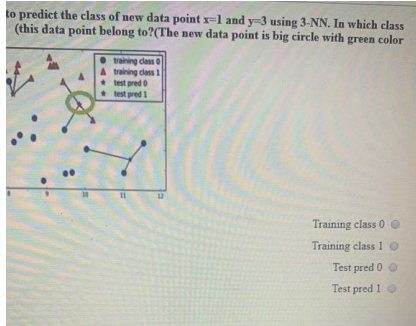 to predict the class of new data point x=1 and y=3 using 3-NN. In which class
(this data point belong to?(The new data point is big circle with green color
training class 0
training class 1
test pred 0
test pred 1
9
10
11
12
Training class 0
Training class 1
Test pred 0
Test pred 1